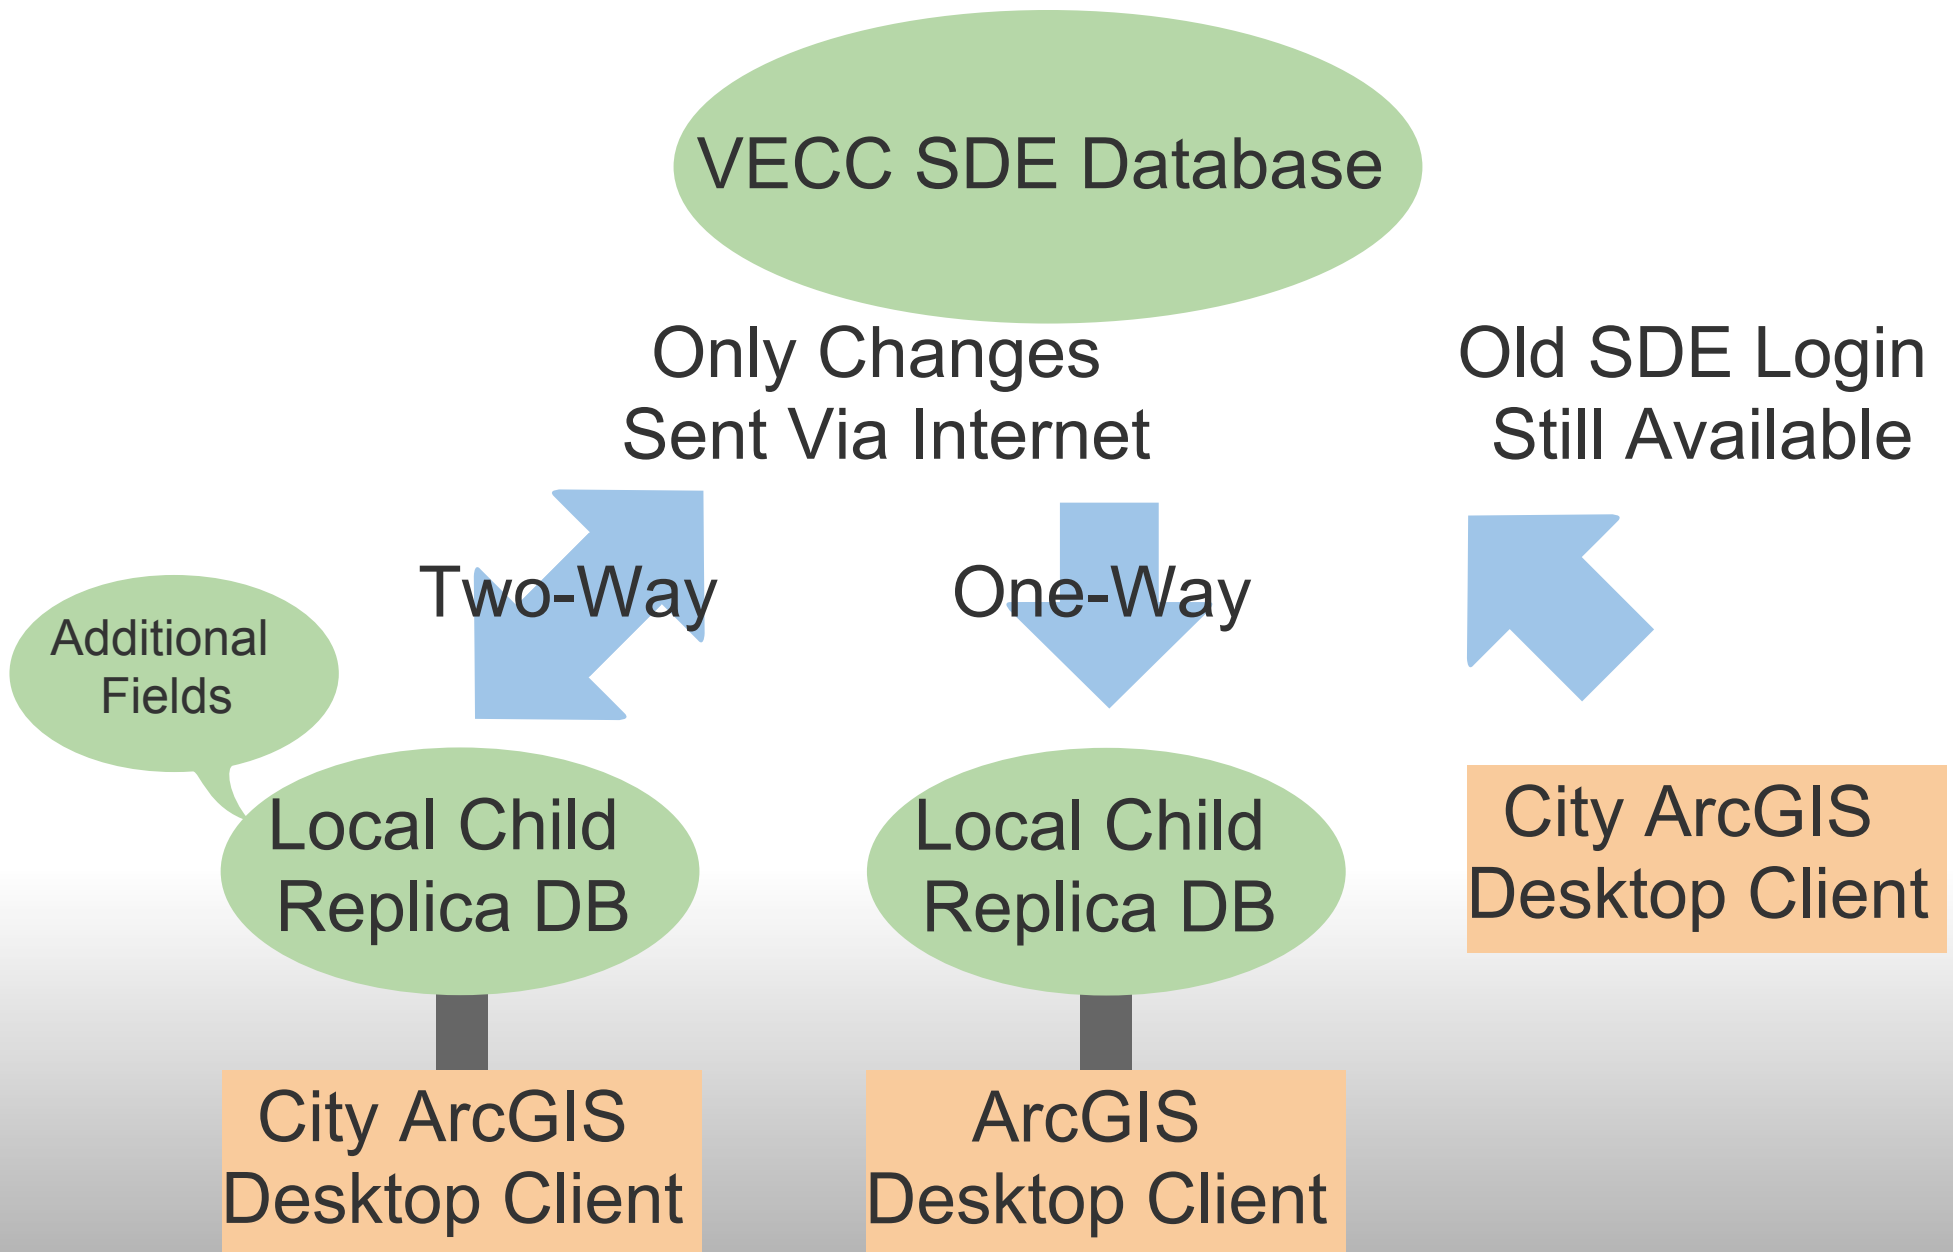 VECC SDE Database
Only Changes
Sent Via Internet
Old SDE Login
Still Available
Two-Way
One-Way
Additional
Fields
Local Child
Replica DB
Local Child
Replica DB
City ArcGIS
Desktop Client
City ArcGIS
Desktop Client
ArcGIS
Desktop Client